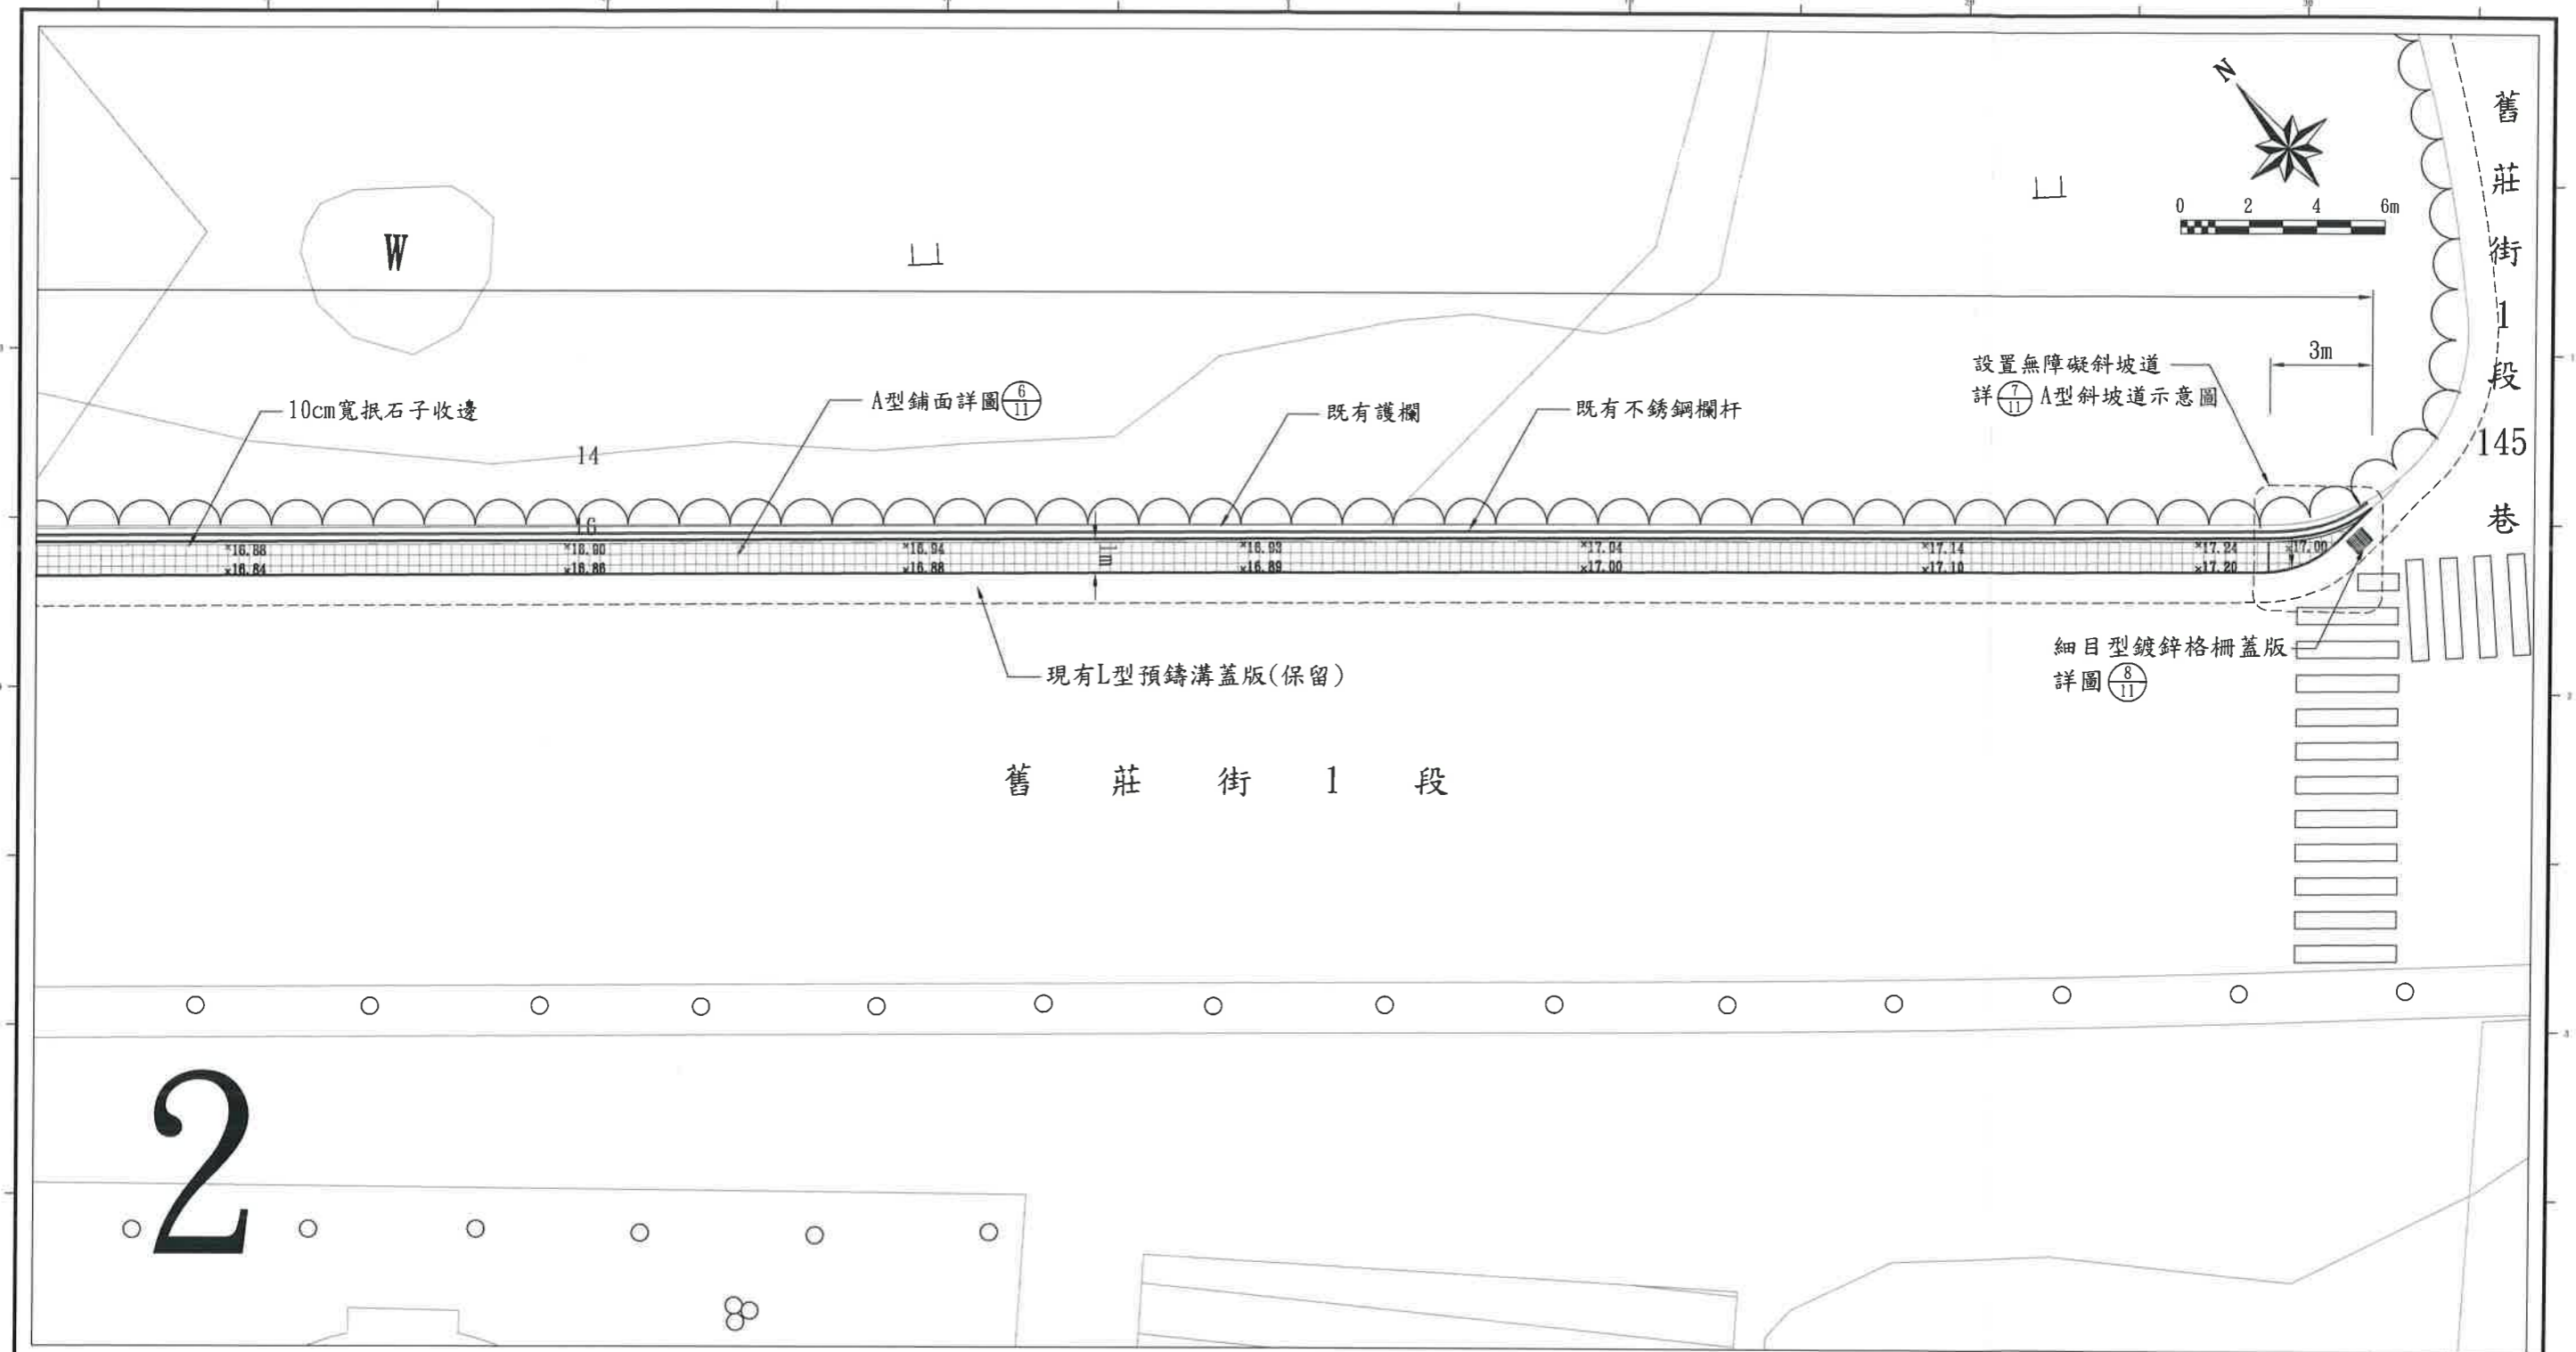 N
0 2 4 6m
舊莊街1段145巷
W
3m
設置無障礙斜坡道
詳 7/11 A型斜坡道示意圖
10cm寬抿石子收邊
A型鋪面詳圖 6/11
既有護欄
既有不銹鋼欄杆
14
16
×16.88 ×16.90 ×16.94 1m ×16.93 ×17.04 ×17.14 ×17.24 ×17.00
×16.84 ×16.86 ×16.88 ×16.89 ×17.00 ×17.10 ×17.20
現有L型預鑄溝蓋版(保留)
細目型鍍鋅格柵蓋版
詳圖 8/11
舊莊街1段
2